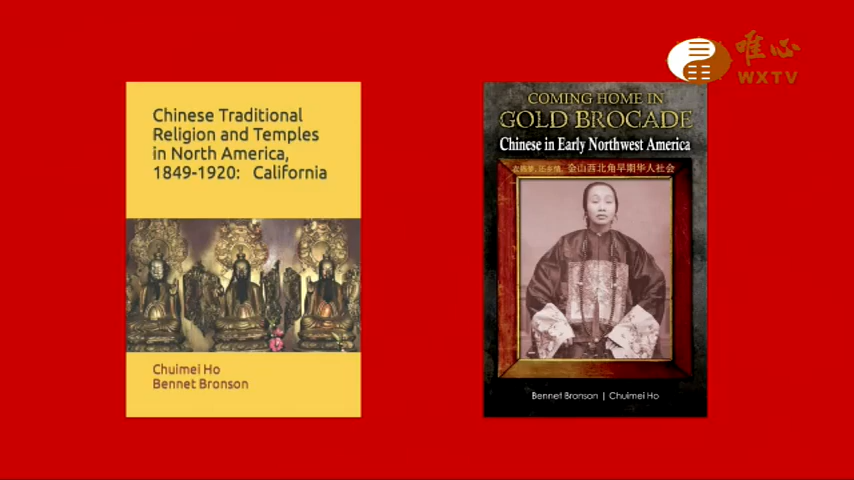 唯心
WXTV
Chinese Traditional
Religion and Temples
in North America,
1849-1920: California
Chuimei Ho
Bennet Bronson
COMING HOME IN
GOLD BROCADE
Chinese in Early Northwest America
金山西北角早期华人社会
Bennet Bronson | Chuimei Ho